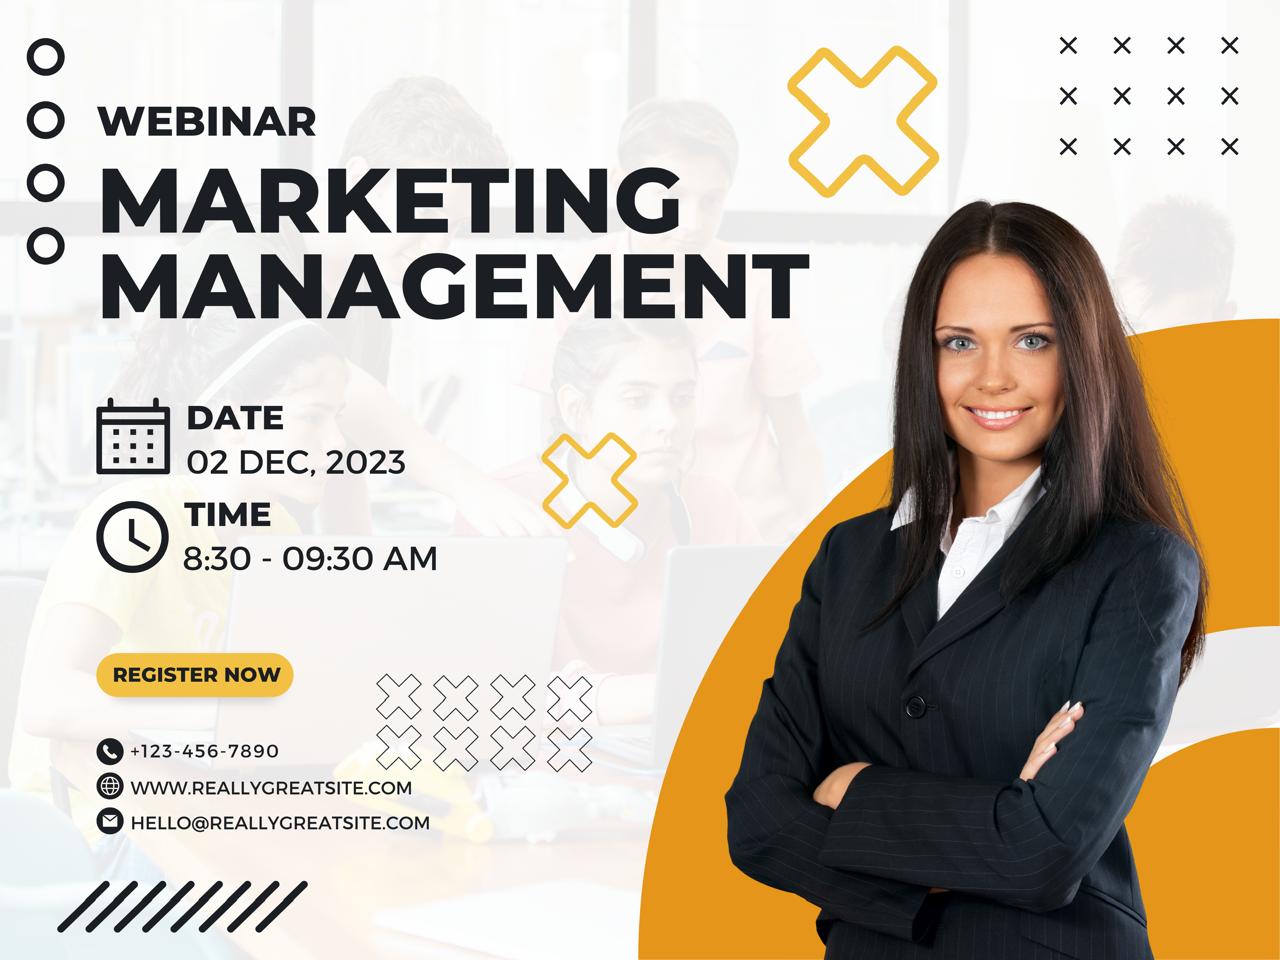 WEBINAR
MARKETING
MANAGEMENT
DATE
02 DEC, 2023
TIME
8:30 - 09:30 AM
REGISTER NOW
+123-456-7890
WWW.REALLYGREATSITE.COM
HELLO@REALLYGREATSITE.COM